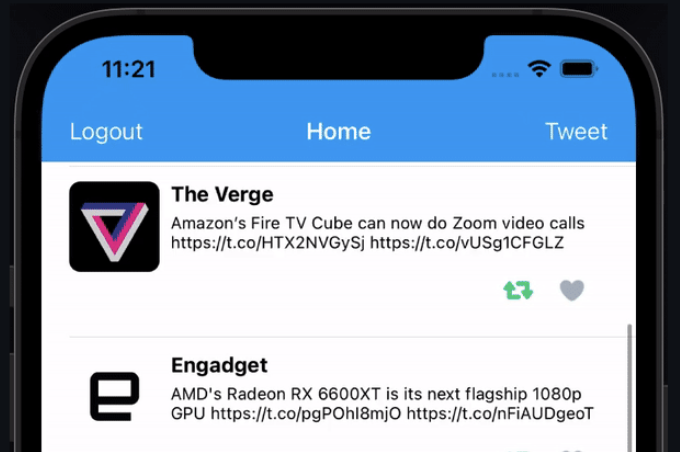 11:21
Logout Home Tweet
The Verge
Amazon's Fire TV Cube can now do Zoom video calls
https://t.co/HTX2NVGySj https://t.co/vUSg1CFGLZ
Engadget
AMD's Radeon RX 6600XT is its next flagship 1080p
GPU https://t.co/pgPOhI8mjO https://t.co/nFiAUDgeoT